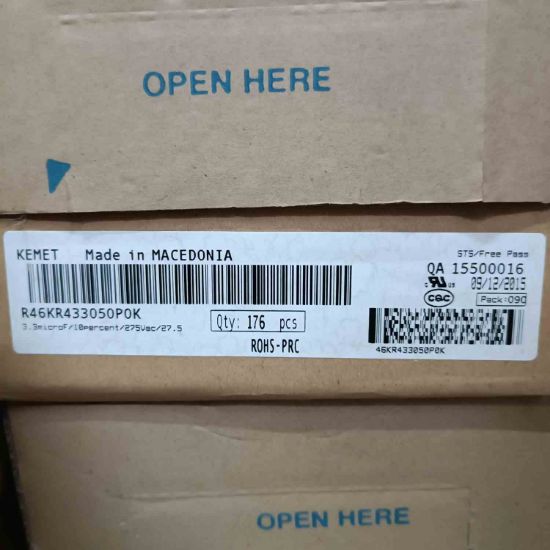 OPEN HERE
KEMET Made in MACEDONIA
STS/Free Pass
QA 15500016
09/12/2015
CQC
Pack:090
R46KR433050P0K
3.3microF/10percent/275Vac/27.5
Qty: 176 pcs
ROHS-PRC
46KR433050P0K
OPEN HERE